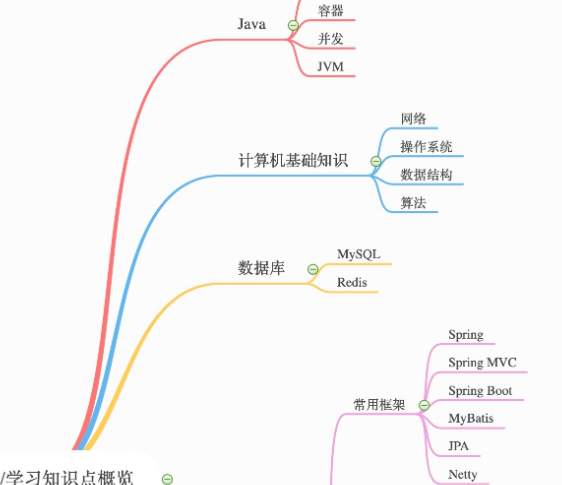 容器
Java
并发
JVM
网络
操作系统
计算机基础知识
数据结构
算法
MySQL
数据库
Redis
Spring
Spring MVC
Spring Boot
常用框架
MyBatis
JPA
Netty
/学习知识点概览